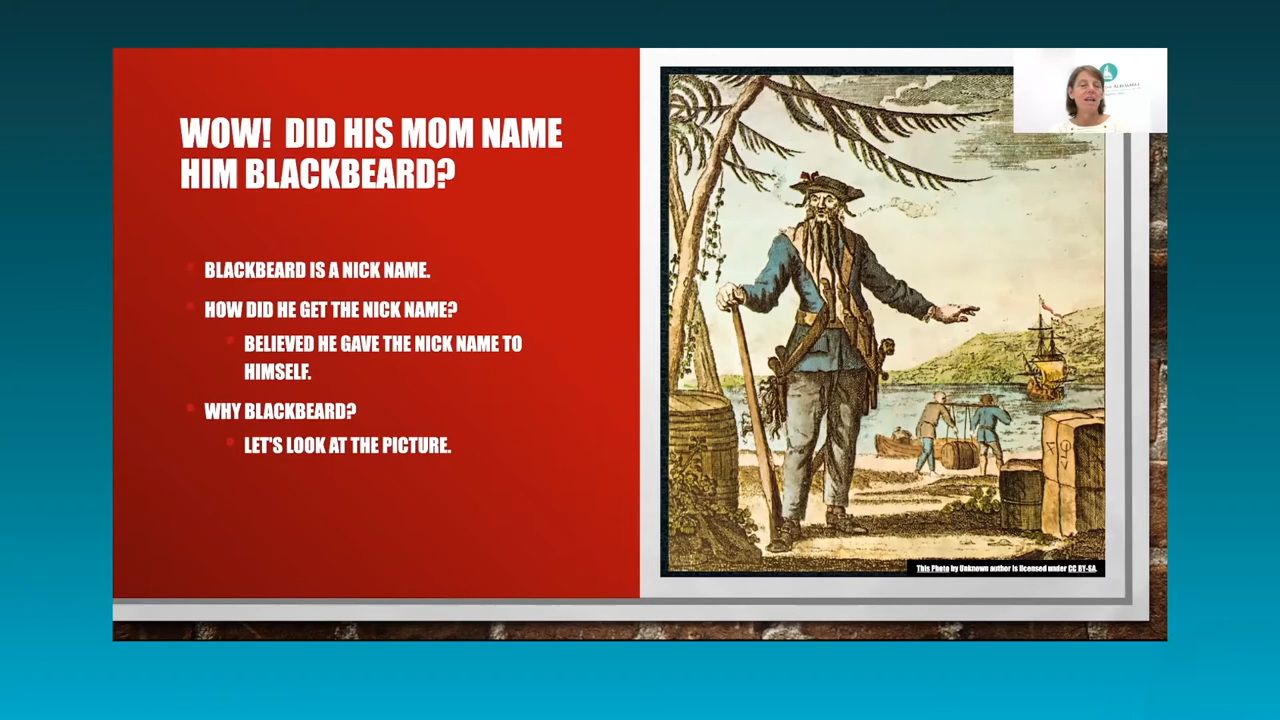 WOW! DID HIS MOM NAME
HIM BLACKBEARD?
BLACKBEARD IS A NICK NAME.
HOW DID HE GET THE NICK NAME?
BELIEVED HE GAVE THE NICK NAME TO
HIMSELF.
WHY BLACKBEARD?
LET'S LOOK AT THE PICTURE.
This Photo by Unknown author is licensed under CC BY-SA.